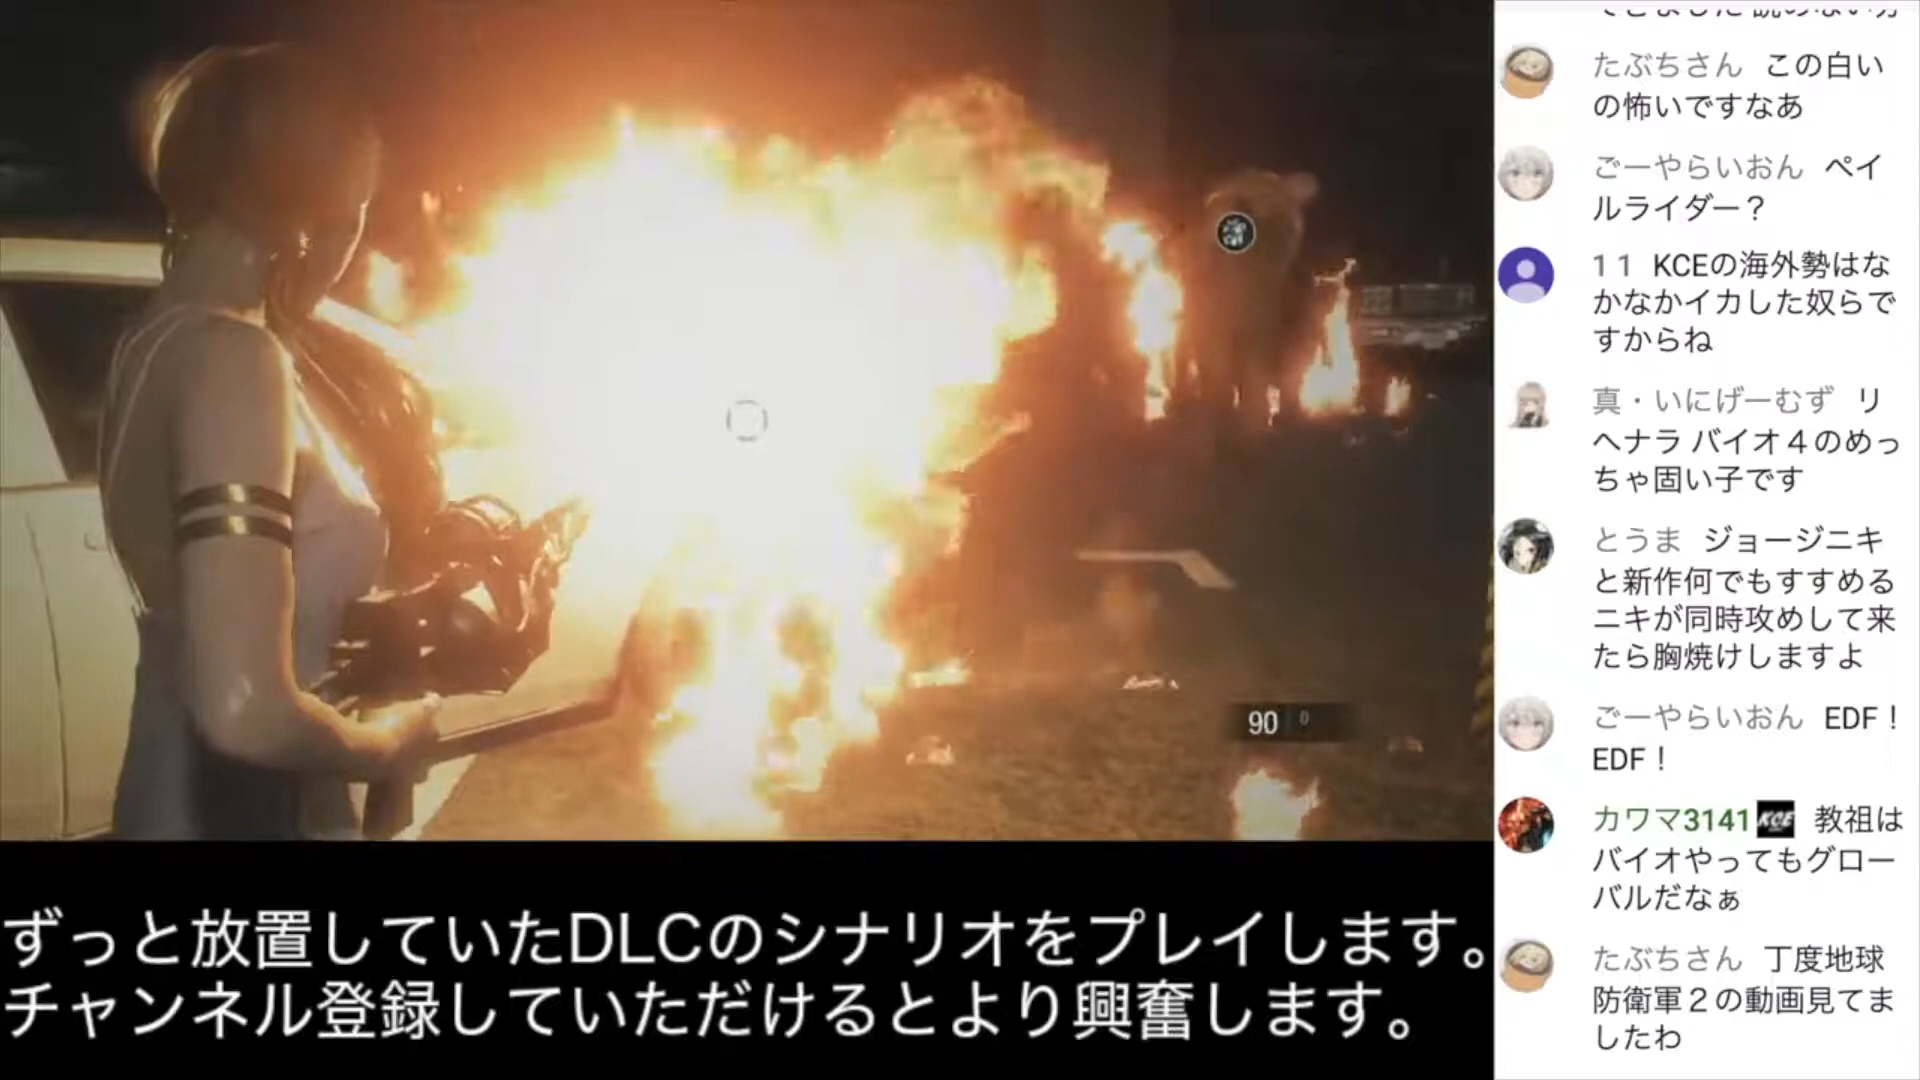 90 0
ずっと放置していたDLCのシナリオをプレイします。
チャンネル登録していただけるとより興奮します。
たぶちさん この白い
の怖いですなあ
ごーやらいおん ペイ
ルライダー？
11 KCEの海外勢はな
かなかイカした奴らで
すからね
真・いにげーむず リ
ヘナラ バイオ４のめっ
ちゃ固い子です
とうま ジョージニキ
と新作何でもすすめる
ニキが同時攻めして来
たら胸焼けしますよ
ごーやらいおん EDF！
EDF！
カワマ3141 KCE 教祖は
バイオやってもグロー
バルだなぁ
たぶちさん 丁度地球
防衛軍２の動画見てま
したわ